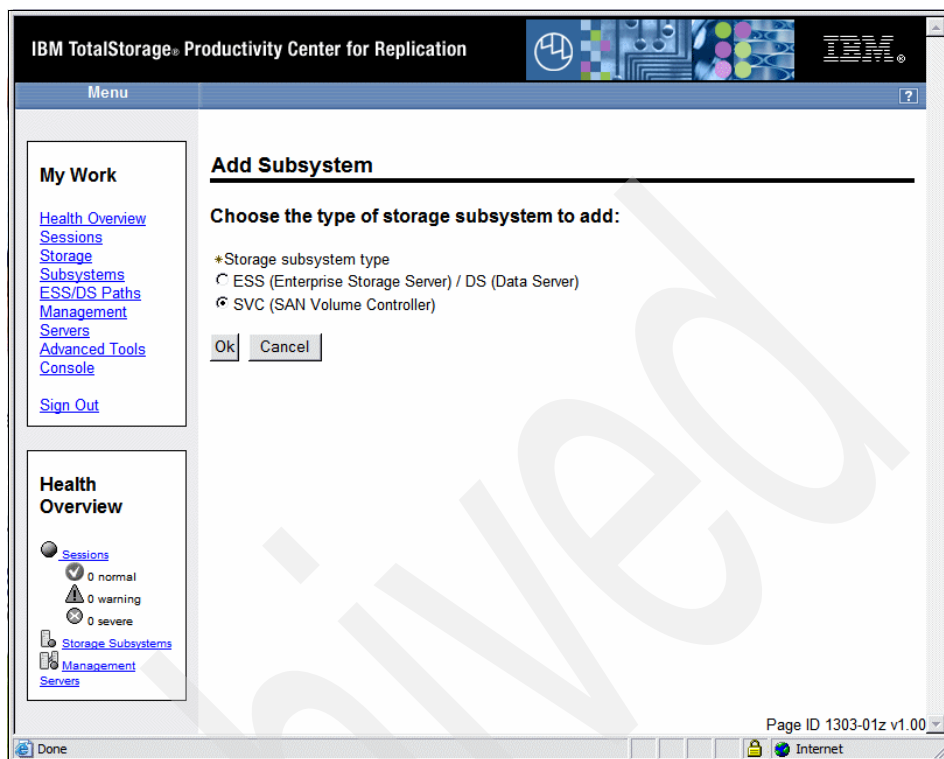 IBM TotalStorage® Productivity Center for Replication
IBM®
Menu
?
My Work
Health Overview
Sessions
Storage
Subsystems
ESS/DS Paths
Management
Servers
Advanced Tools
Console
Sign Out
Add Subsystem
Choose the type of storage subsystem to add:
*Storage subsystem type
ESS (Enterprise Storage Server) / DS (Data Server)
SVC (SAN Volume Controller)
Ok Cancel
Health
Overview
Sessions
0 normal
0 warning
0 severe
Storage Subsystems
Management
Servers
Page ID 1303-01z v1.00
Done
Internet
hived